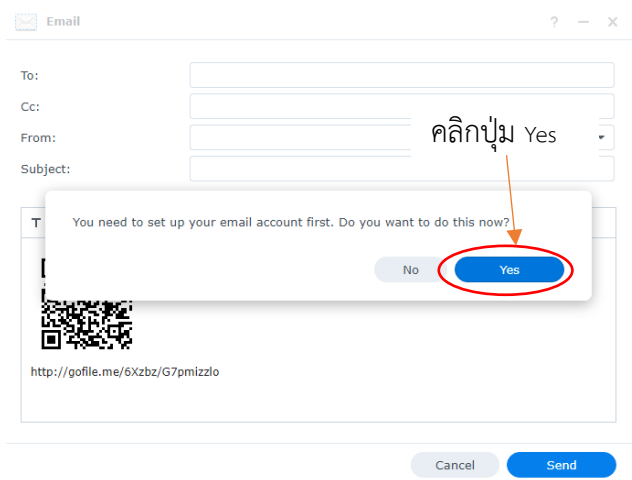 Email
To:
Cc:
From:
Subject:
คลิกปุ่ม Yes
T
You need to set up your email account first. Do you want to do this now?
No
Yes
http://gofile.me/6Xzbz/G7pmizzlo
Cancel
Send